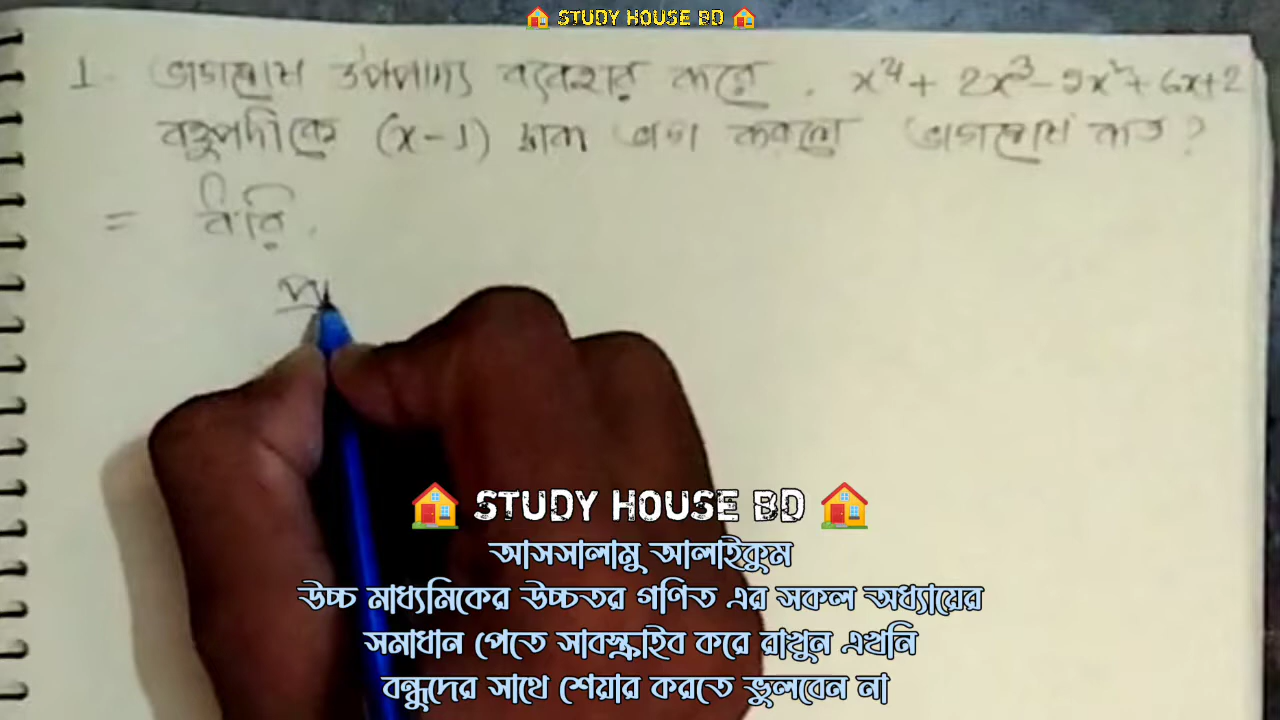 🏠 STUDY HOUSE BD 🏠
1. ভাগশেষ উপপাদ্য ব্যবহার করে. x⁴ + 2x³ - 5x² + 6x + 2
বহুপদীকে (x-1) দ্বারা ভাগ করলে ভাগশেষ কত?
= ধরি.
🏠 STUDY HOUSE BD 🏠
আসসালামু আলাইকুম
উচ্চ মাধ্যমিকের উচ্চতর গণিত এর সকল অধ্যায়ের
সমাধান পেতে সাবস্ক্রাইব করে রাখুন এখনি
বন্ধুদের সাথে শেয়ার করতে ভুলবেন না